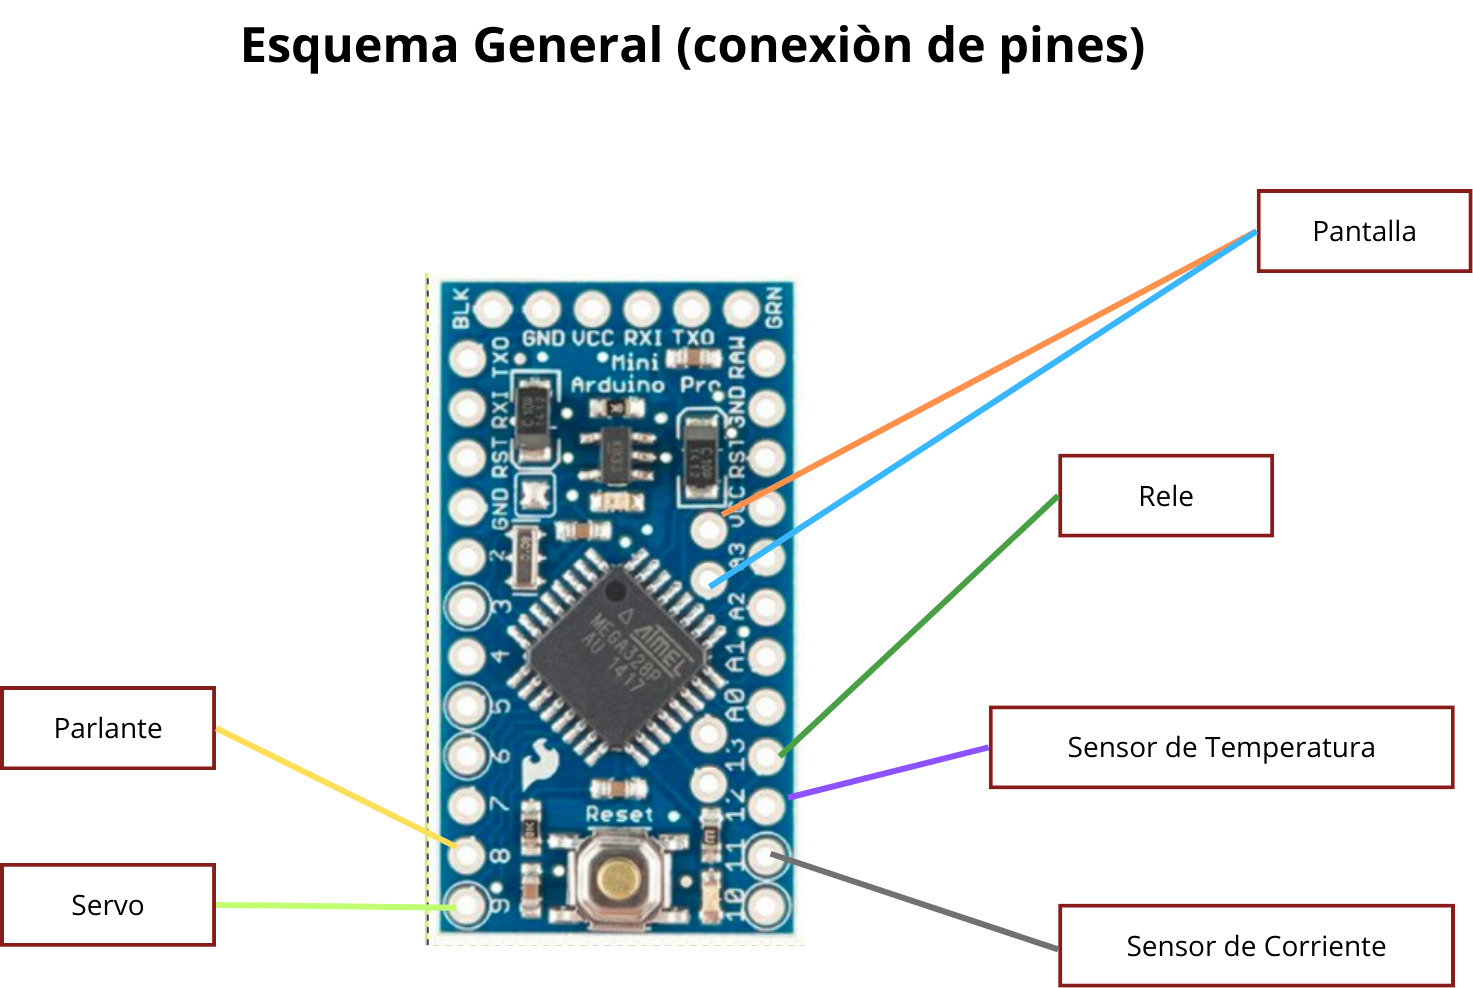 Esquema General (conexiòn de pines)
Pantalla
Rele
Sensor de Temperatura
Sensor de Corriente
Parlante
Servo
BLK
GND VCC RXI TXO
GRN
Mini
Arduino Pro
TXO
RXI
RST
GND
2
3
4
5
6
7
8
9
RAW
GND
RST
VCC
A3
A2
A1
A0
13
12
11
10
ATMEL
MEGA328P
AU 1417
Reset